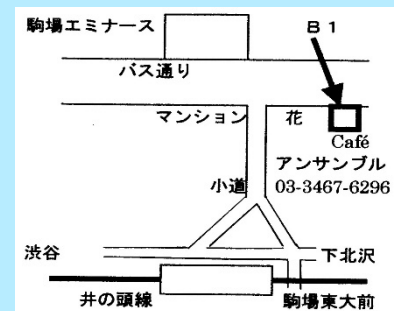 駒場エミナース
B1
バス通り
マンション
花
Café
アンサンブル
小道
03-3467-6296
渋谷
下北沢
井の頭線
駒場東大前